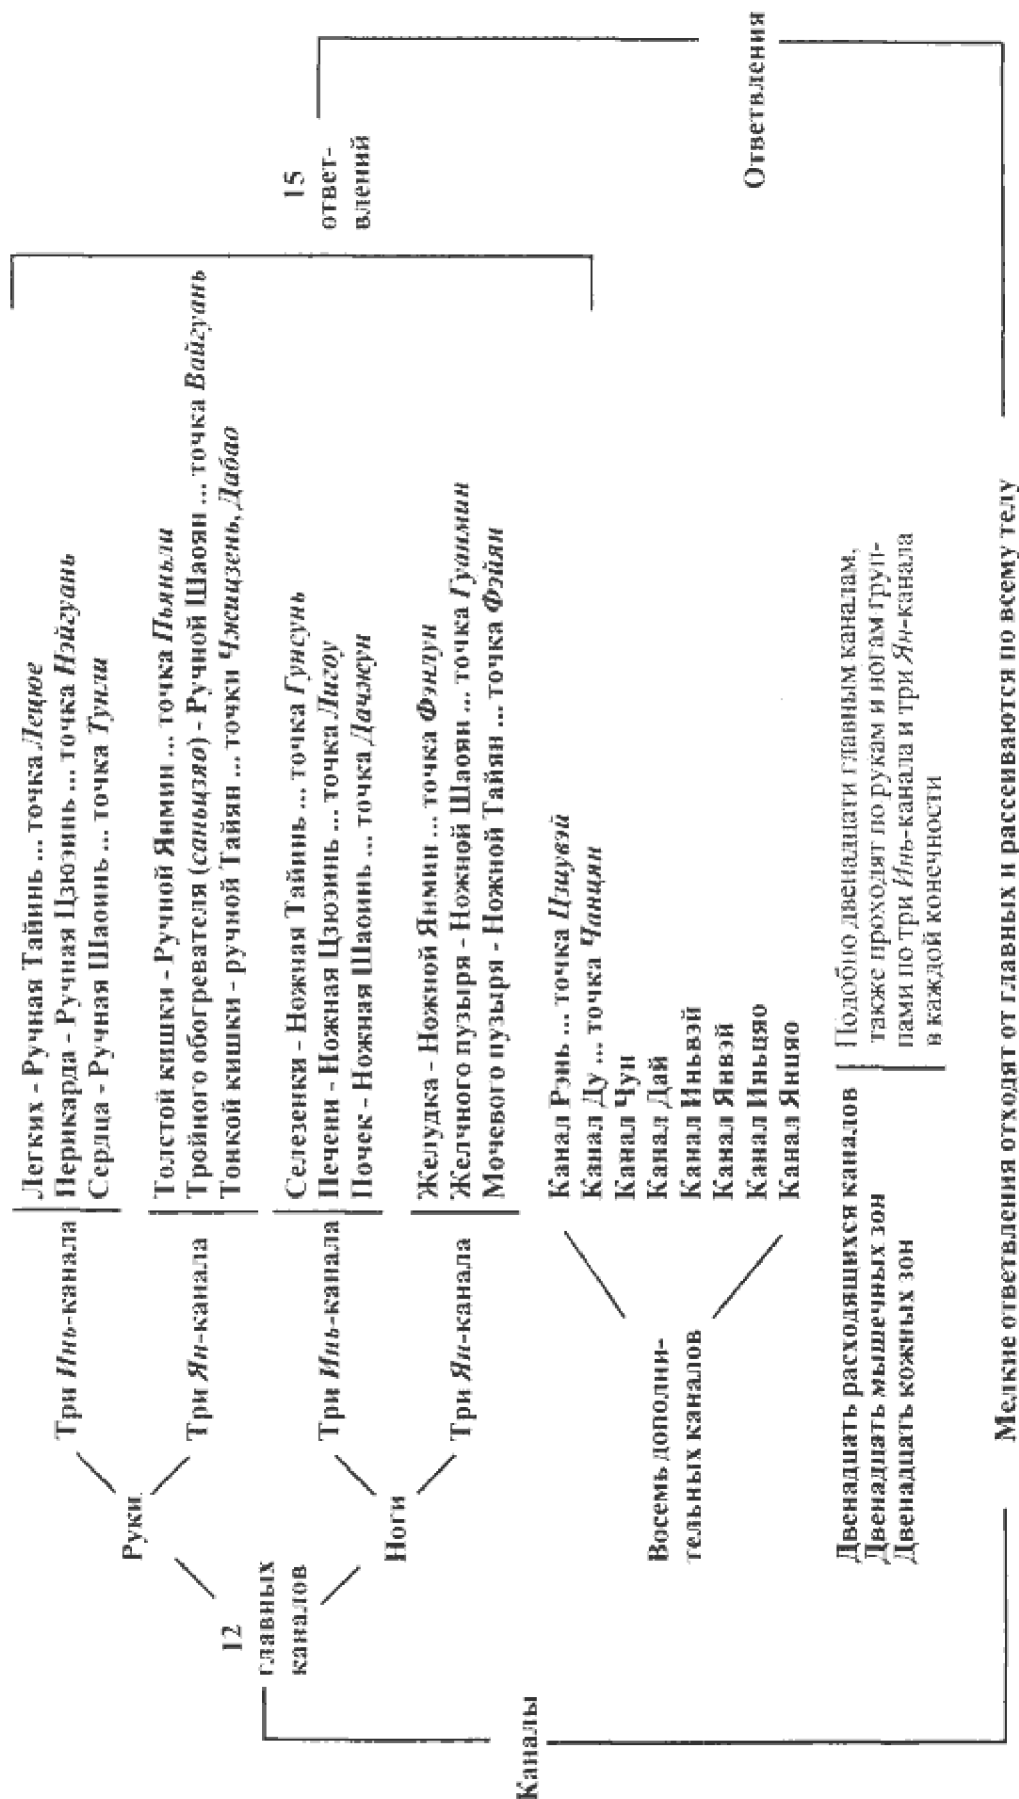 Каналы
12
главных
каналов
Руки
Ноги
Три Инь-канала
Три Ян-канала
Три Инь-канала
Три Ян-канала
Легких - Ручная Тайинь ... точка Лецюе
Перикарда - Ручная Цзюэинь ... точка Нэйгуань
Сердца - Ручная Шаоинь ... точка Тунли
Толстой кишки - Ручной Янмин ... точка Пьяньли
Тройного обогревателя (саньцзяо) - Ручной Шаоян ... точка Вайгуань
Тонкой кишки - ручной Тайян ... точки Чжицзень, Дабао
Селезенки - Ножная Тайинь ... точка Гунсунь
Печени - Ножная Цзюэинь ... точка Лигоу
Почек - Ножная Шаоинь ... точка Дачжун
Желудка - Ножной Янмин ... точка Фэнлун
Желчного пузыря - Ножной Шаоян ... точка Гуанмин
Мочевого пузыря - Ножной Тайян ... точка Фэйян
15
ответ-
влений
Восемь дополни-
тельных каналов
Канал Рэнь ... точка Цзцувэй
Канал Ду ... точка Чанцян
Канал Чун
Канал Дай
Канал Иньвэй
Канал Янвэй
Канал Иньцяо
Канал Янцяо
Двенадцать расходящихся каналов
Двенадцать мышечных зон
Двенадцать кожных зон
Подобно двенадцати главным каналам,
также проходят по рукам и ногам груп-
пами по три Инь-канала и три Ян-канала
в каждой конечности
Ответвления
Мелкие ответвления отходят от главных и рассеиваются по всему телу